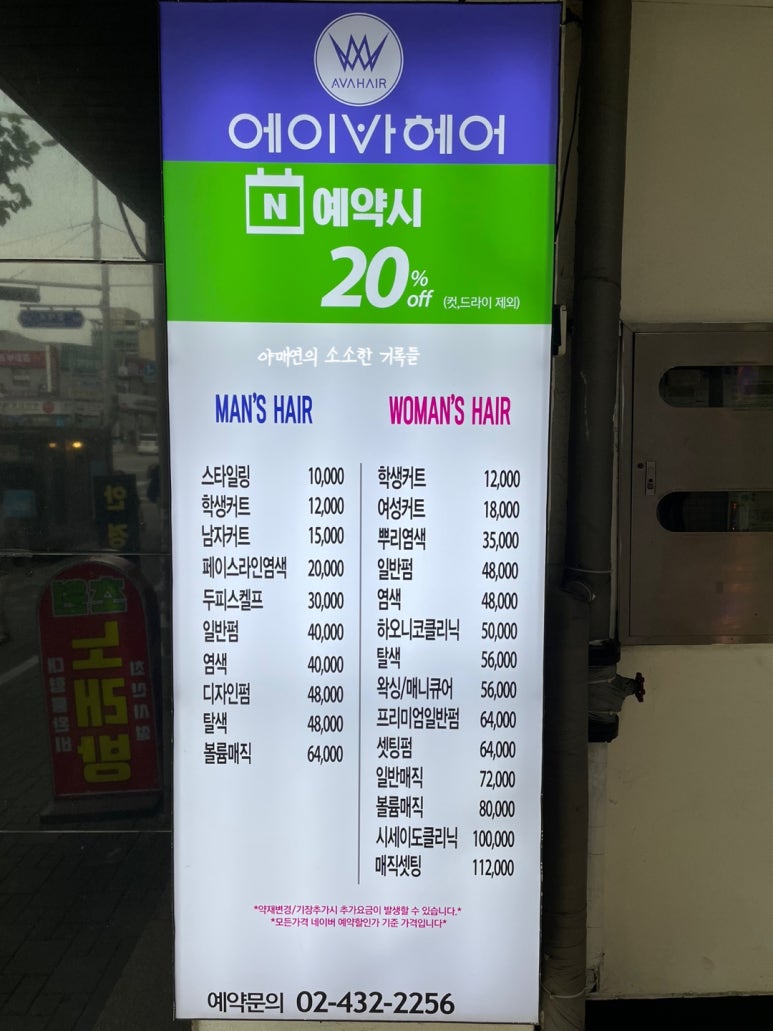 AVAHAIR
에이바헤어
N 예약시
20% off (컷,드라이 제외)
야매연의 소소한 기록들
MAN'S HAIR
스타일링 10,000
학생커트 12,000
남자커트 15,000
페이스라인염색 20,000
두피스켈프 30,000
일반펌 40,000
염색 40,000
디자인펌 48,000
탈색 48,000
볼륨매직 64,000
WOMAN'S HAIR
학생커트 12,000
여성커트 18,000
뿌리염색 35,000
일반펌 48,000
염색 48,000
하오니코클리닉 50,000
탈색 56,000
왁싱/매니큐어 56,000
프리미엄일반펌 64,000
셋팅펌 64,000
일반매직 72,000
볼륨매직 80,000
시세이도클리닉 100,000
매직셋팅 112,000
*약재변경/기장추가시 추가요금이 발생할 수 있습니다.*
*모든가격 네이버 예약할인가 기준 가격입니다*
예약문의 02-432-2256
노래방